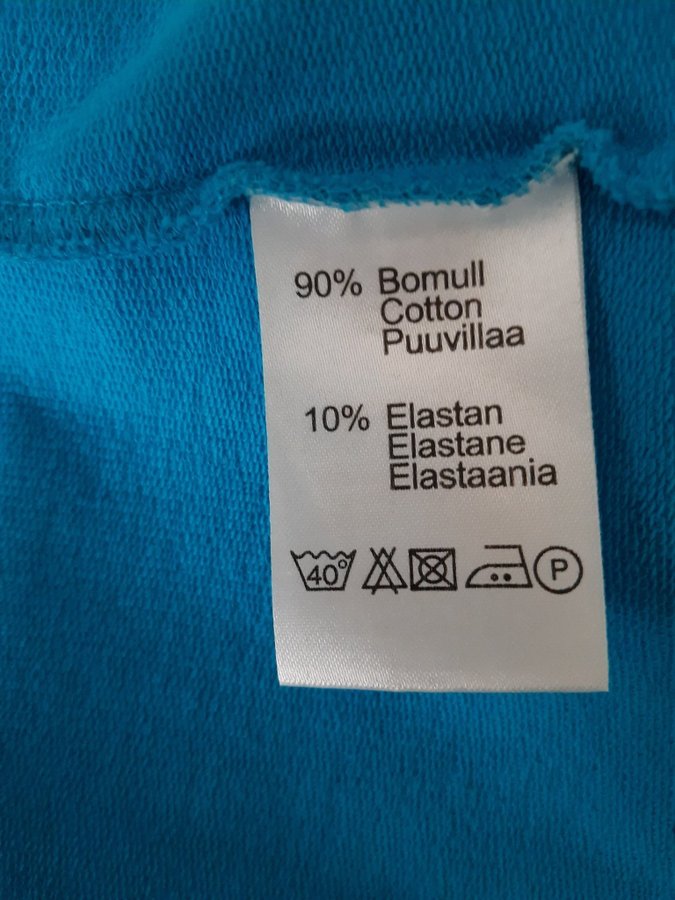 90% Bomull
Cotton
Puuvillaa
10% Elastan
Elastane
Elastaania
40° P